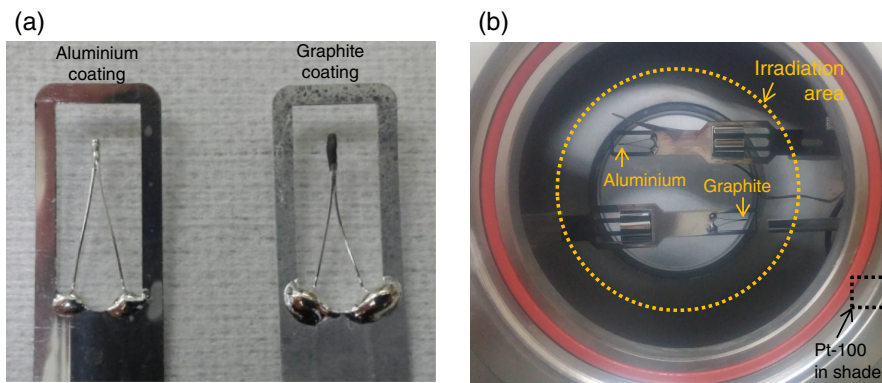 (a)
Aluminium
coating
Graphite
coating
(b)
Irradiation
area
Aluminium
Graphite
Pt-100
in shade